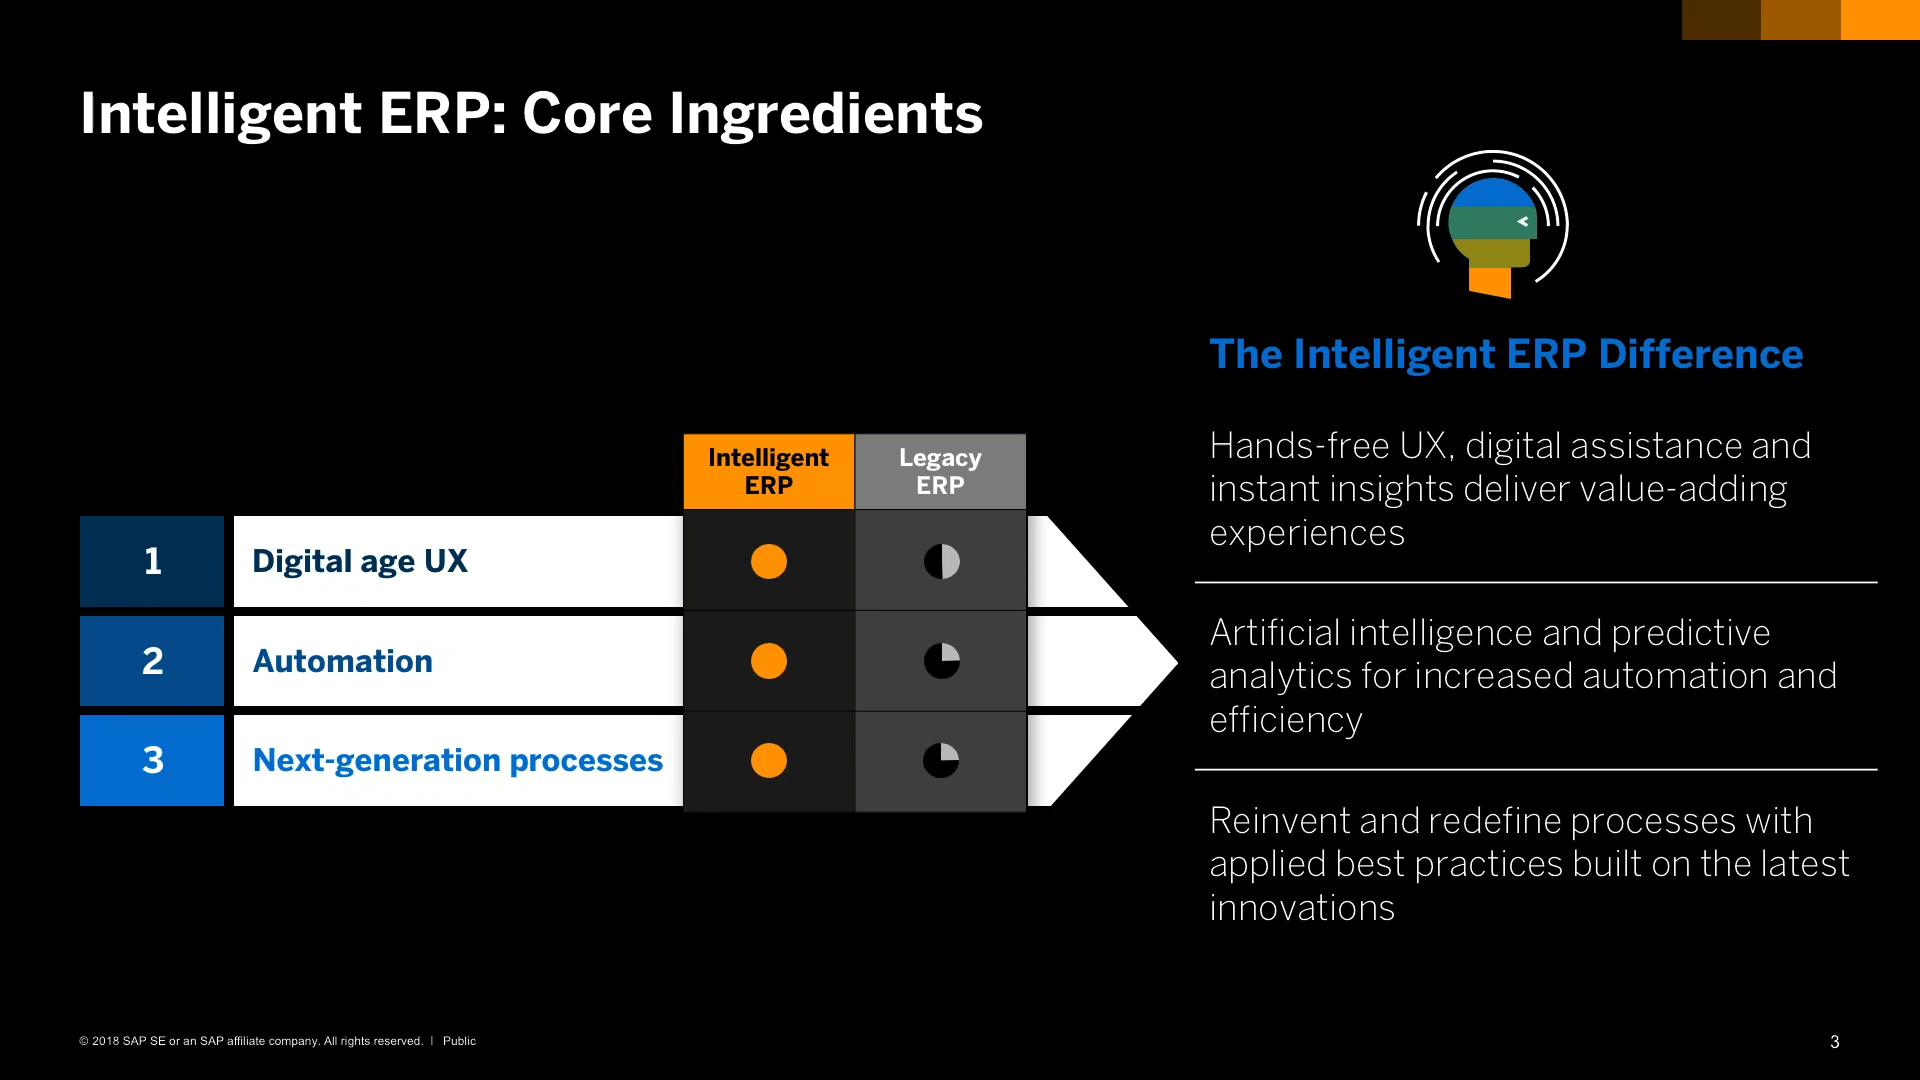 Intelligent ERP: Core Ingredients
The Intelligent ERP Difference
Intelligent
ERP
Legacy
ERP
1
Digital age UX
2
Automation
3
Next-generation processes
Hands-free UX, digital assistance and
instant insights deliver value-adding
experiences
Artificial intelligence and predictive
analytics for increased automation and
efficiency
Reinvent and redefine processes with
applied best practices built on the latest
innovations
© 2018 SAP SE or an SAP affiliate company. All rights reserved. | Public
3